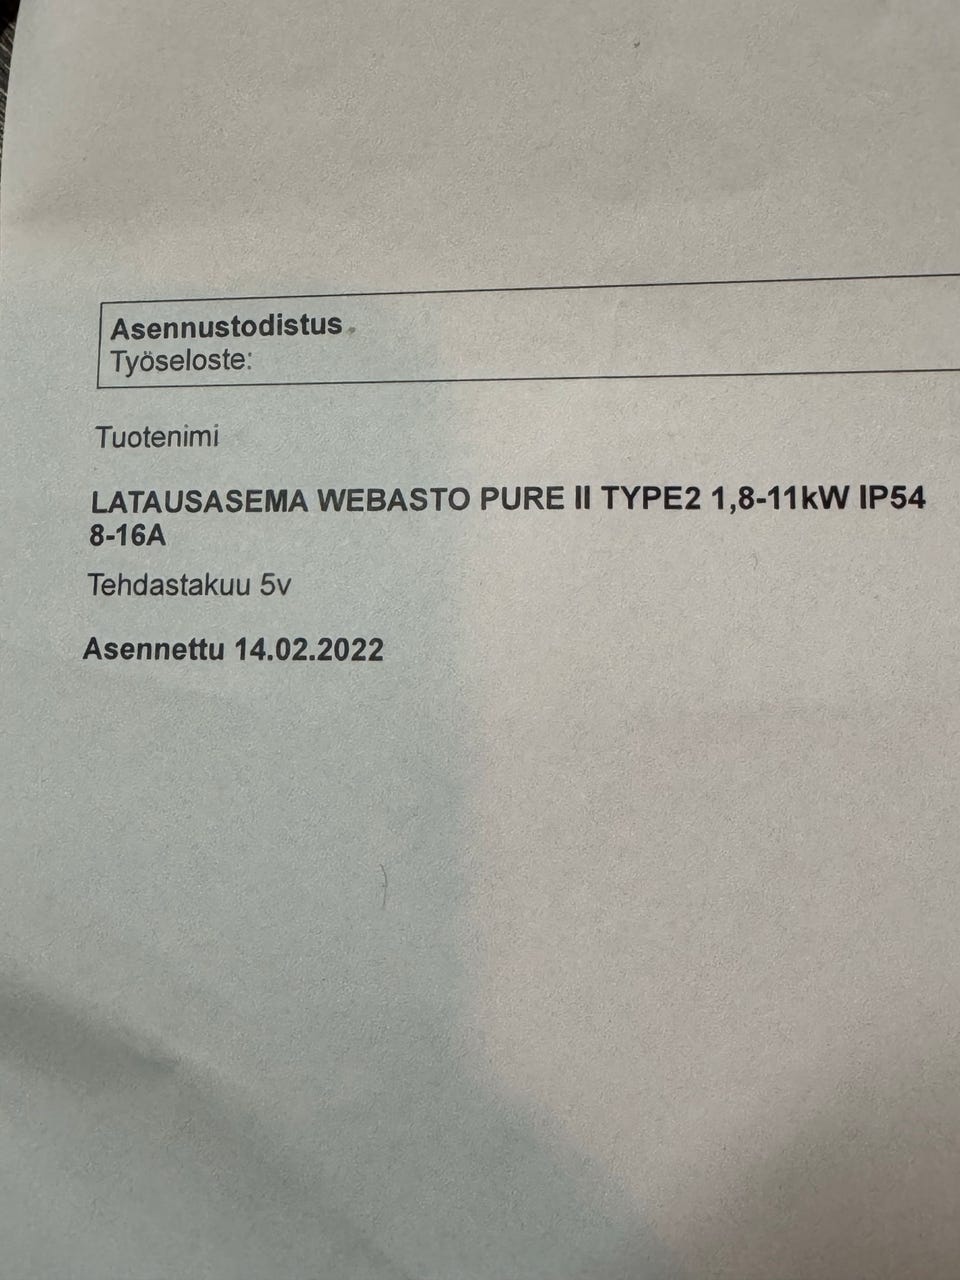 Asennustodistus
Työseloste:
Tuotenimi
LATAUSASEMA WEBASTO PURE II TYPE2 1,8-11kW IP54
8-16A
Tehdastakuu 5v
Asennettu 14.02.2022